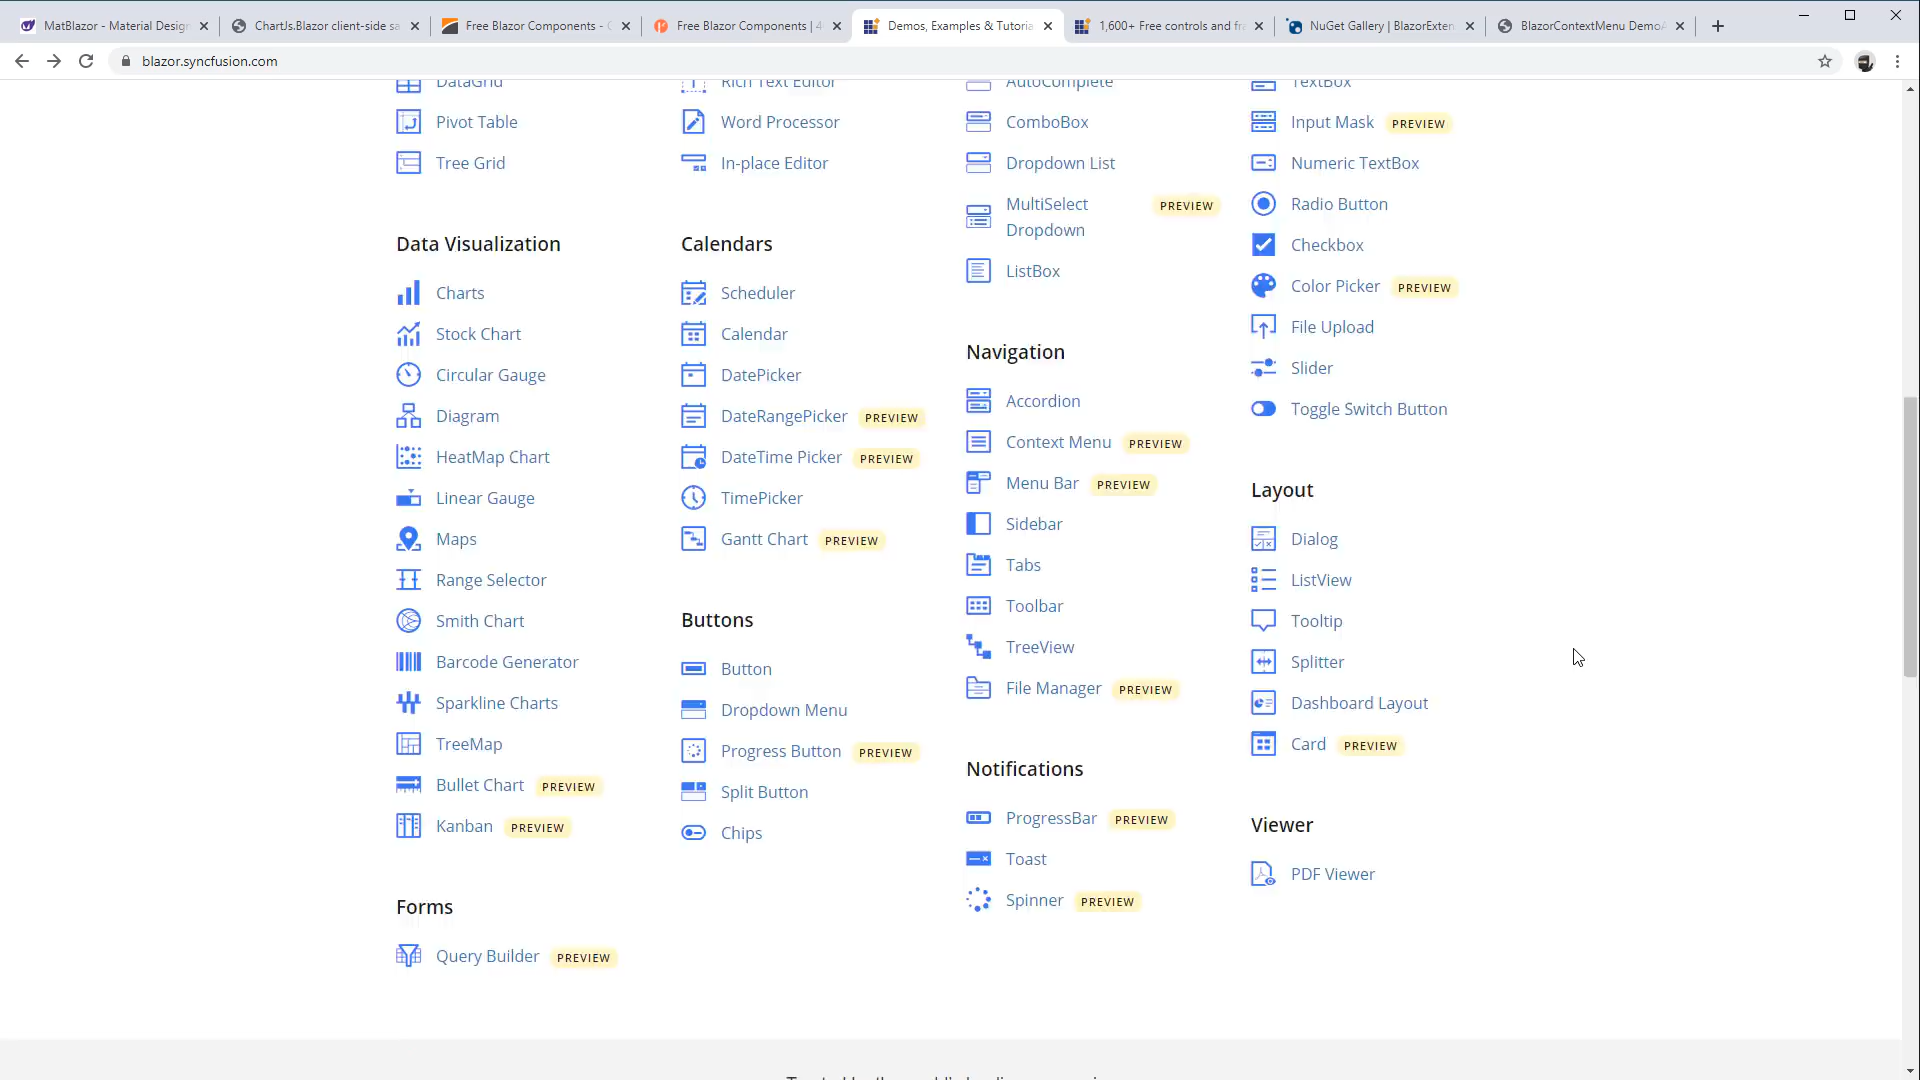 MatBlazor - Material Design
ChartJs.Blazor client-side sa
Free Blazor Components -
Free Blazor Components | 4
Demos, Examples & Tutoria
1,600+ Free controls and fra
NuGet Gallery | BlazorExten
BlazorContextMenu Demo
blazor.syncfusion.com
DataGrid
Pivot Table
Tree Grid
Data Visualization
Charts
Stock Chart
Circular Gauge
Diagram
HeatMap Chart
Linear Gauge
Maps
Range Selector
Smith Chart
Barcode Generator
Sparkline Charts
TreeMap
Bullet Chart PREVIEW
Kanban PREVIEW
Forms
Query Builder PREVIEW
Rich Text Editor
Word Processor
In-place Editor
Calendars
Scheduler
Calendar
DatePicker
DateRangePicker PREVIEW
DateTime Picker PREVIEW
TimePicker
Gantt Chart PREVIEW
Buttons
Button
Dropdown Menu
Progress Button PREVIEW
Split Button
Chips
AutoComplete
ComboBox
Dropdown List
MultiSelect PREVIEW
Dropdown
ListBox
Navigation
Accordion
Context Menu PREVIEW
Menu Bar PREVIEW
Sidebar
Tabs
Toolbar
TreeView
File Manager PREVIEW
Notifications
ProgressBar PREVIEW
Toast
Spinner PREVIEW
TextBox
Input Mask PREVIEW
Numeric TextBox
Radio Button
Checkbox
Color Picker PREVIEW
File Upload
Slider
Toggle Switch Button
Layout
Dialog
ListView
Tooltip
Splitter
Dashboard Layout
Card PREVIEW
Viewer
PDF Viewer